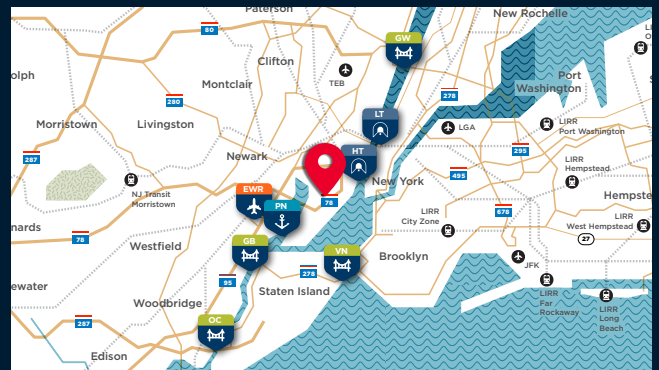 Paterson
New Rochelle
80
GW
Clifton
olph
TEB
Port
Washington
Montclair
278
280
LT
LGA
LIRR
Port Washington
Morristown
Livingston
295
287
Newark
HT
LIRR
Hempstead
495
New York
NJ Transit
Morristown
EWR
PN
78
678
Hempste
LIRR
City Zone
LIRR
West Hempstead
nards
78
27
Westfield
GB
VN
Brooklyn
JFK
278
ewater
95
Staten Island
LIRR
Far
Rockaway
LIRR
Long
Beach
Woodbridge
287
OC
Edison